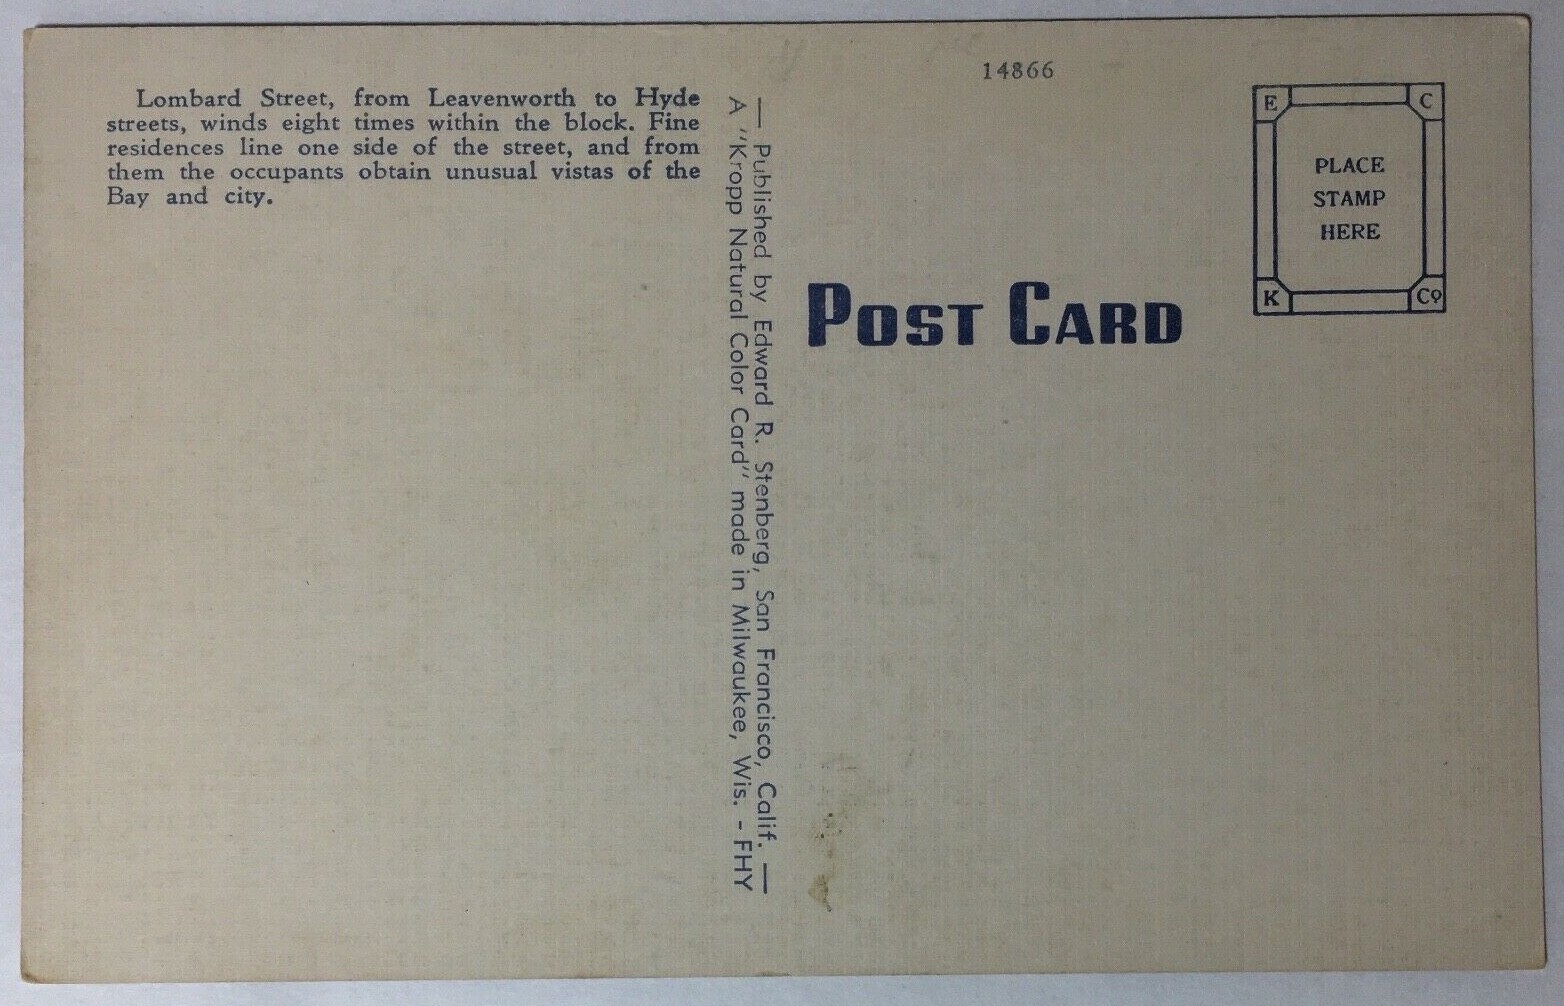 Lombard Street, from Leavenworth to Hyde
streets, winds eight times within the block. Fine
residences line one side of the street, and from
them the occupants obtain unusual vistas of the
Bay and city.
— Published by Edward R. Stenberg, San Francisco, Calif. —
A "Kropp Natural Color Card" made in Milwaukee, Wis. - FHY
14866
POST CARD
E C
PLACE
STAMP
HERE
K Co